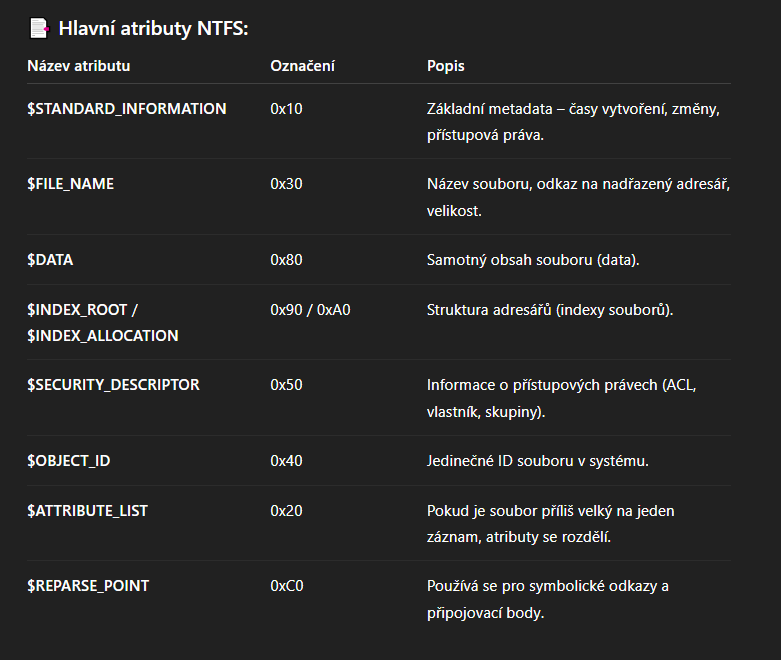 Hlavní atributy NTFS:
Název atributu Označení Popis
$STANDARD_INFORMATION 0x10 Základní metadata – časy vytvoření, změny,
přístupová práva.
$FILE_NAME 0x30 Název souboru, odkaz na nadřazený adresář,
velikost.
$DATA 0x80 Samotný obsah souboru (data).
$INDEX_ROOT / 0x90 / 0xA0 Struktura adresářů (indexy souborů).
$INDEX_ALLOCATION
$SECURITY_DESCRIPTOR 0x50 Informace o přístupových právech (ACL,
vlastník, skupiny).
$OBJECT_ID 0x40 Jedinečné ID souboru v systému.
$ATTRIBUTE_LIST 0x20 Pokud je soubor příliš velký na jeden
záznam, atributy se rozdělí.
$REPARSE_POINT 0xC0 Používá se pro symbolické odkazy a
připojovací body.